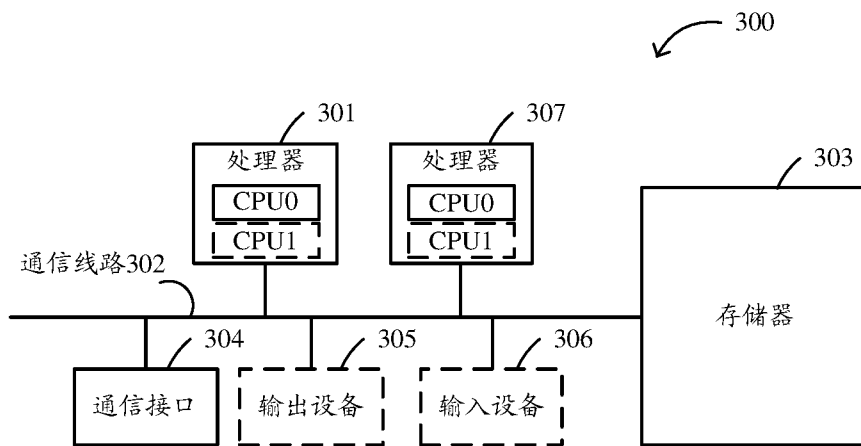 300
301
307
303
处理器
处理器
CPU0
CPU0
CPU1
CPU1
通信线路302
存储器
304
305
306
通信接口
输出设备
输入设备